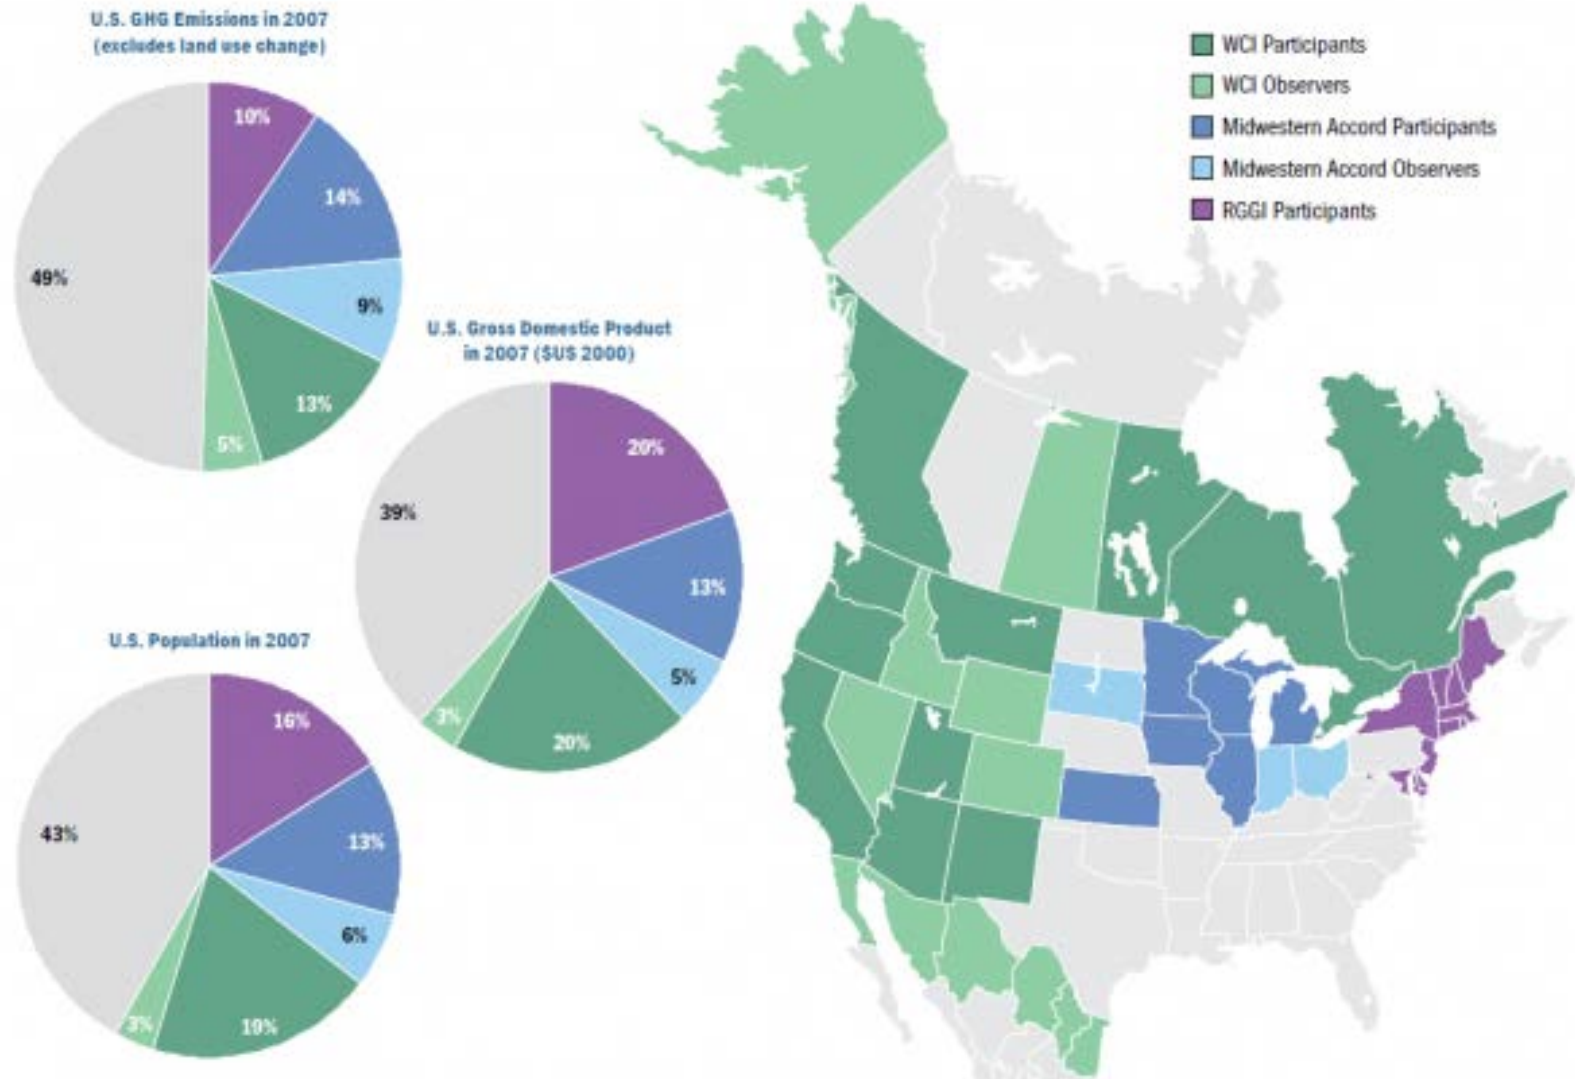 U.S. GHG Emissions in 2007
(excludes land use change)
10%
14%
49%
9%
13%
5%
U.S. Gross Domestic Product
in 2007 ($US 2000)
20%
39%
13%
5%
3%
20%
U.S. Population in 2007
16%
43%
13%
6%
3%
19%
WCI Participants
WCI Observers
Midwestern Accord Participants
Midwestern Accord Observers
RGGI Participants